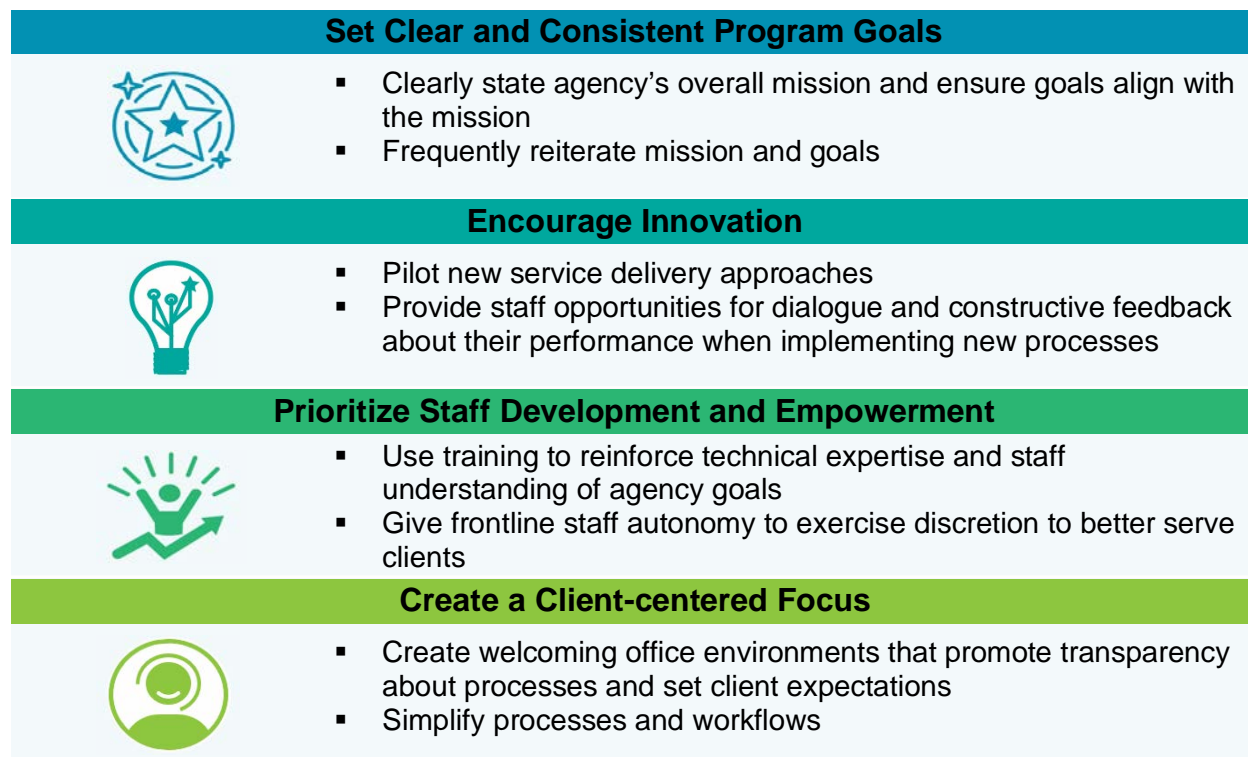 Set Clear and Consistent Program Goals
▪ Clearly state agency’s overall mission and ensure goals align with
the mission
▪ Frequently reiterate mission and goals
Encourage Innovation
▪ Pilot new service delivery approaches
▪ Provide staff opportunities for dialogue and constructive feedback
about their performance when implementing new processes
Prioritize Staff Development and Empowerment
▪ Use training to reinforce technical expertise and staff
understanding of agency goals
▪ Give frontline staff autonomy to exercise discretion to better serve
clients
Create a Client-centered Focus
▪ Create welcoming office environments that promote transparency
about processes and set client expectations
▪ Simplify processes and workflows